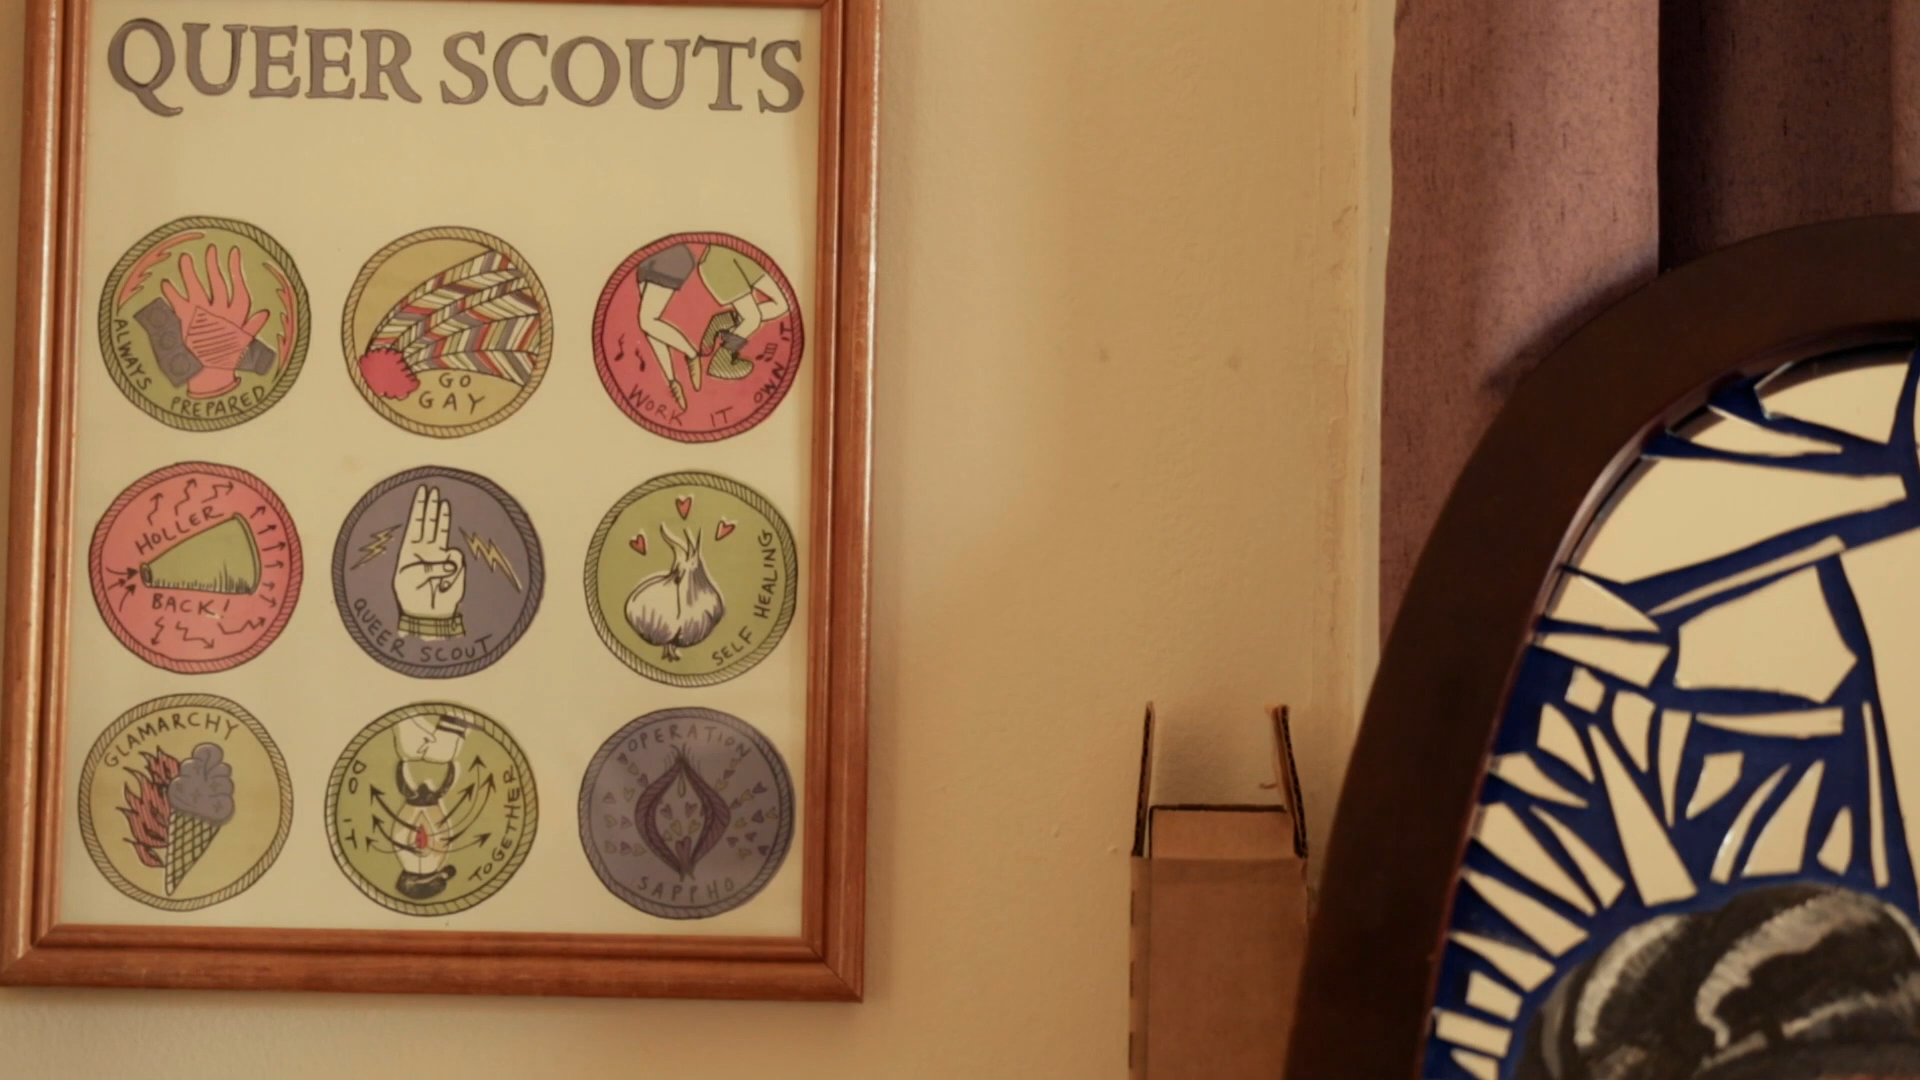 QUEER SCOUTS
ALWAYS PREPARED
GO
GAY
WORK IT OWN IT
HOLLER
BACK!
QUEER SCOUT
SELF HEALING
GLAMARCHY
DO IT TOGETHER
OPERATION
SAPPHO